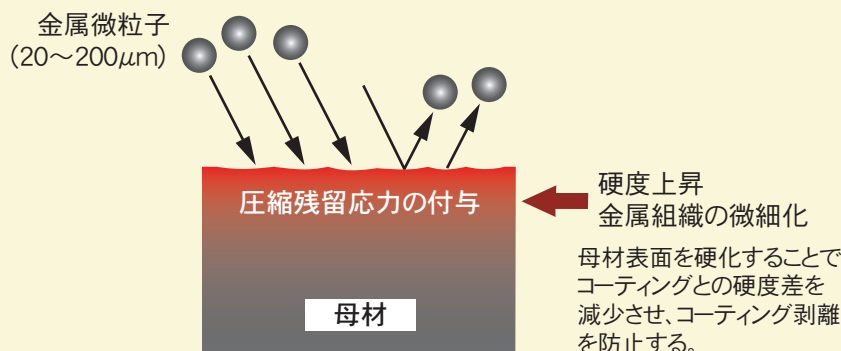 金属微粒子
(20〜200μm)
圧縮残留応力の付与
硬度上昇
金属組織の微細化
母材表面を硬化することで
コーティングとの硬度差を
減少させ、コーティング剥離
を防止する。
母材